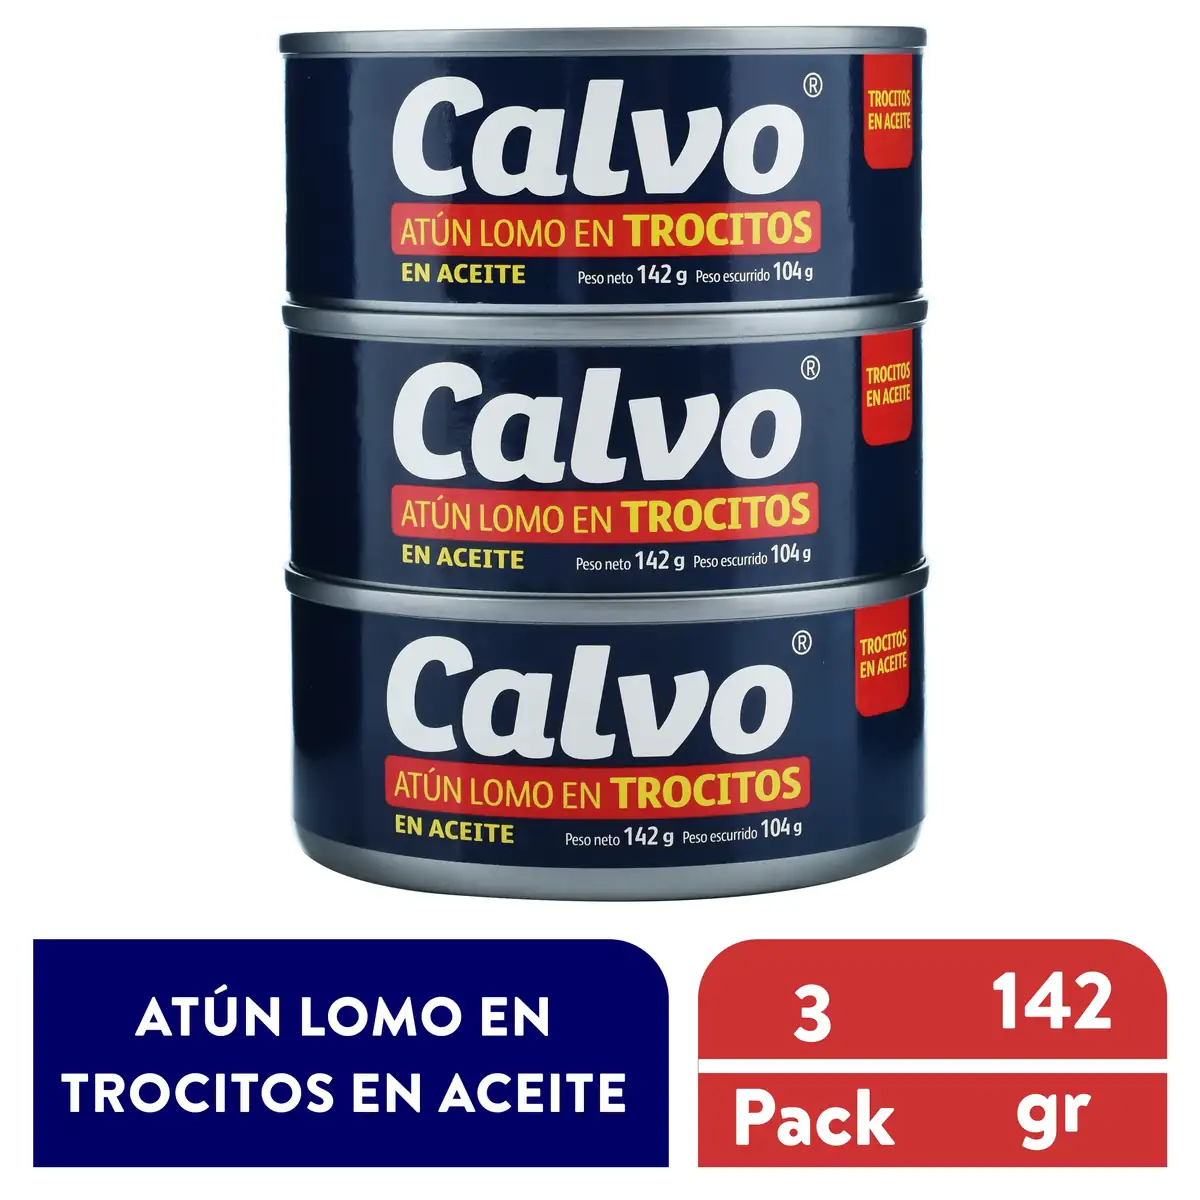 Calvo®
TROCITOS
EN ACEITE
ATÚN LOMO EN TROCITOS
EN ACEITE Peso neto 142 g Peso escurrido 104 g
Calvo®
TROCITOS
EN ACEITE
ATÚN LOMO EN TROCITOS
EN ACEITE Peso neto 142 g Peso escurrido 104 g
Calvo®
TROCITOS
EN ACEITE
ATÚN LOMO EN TROCITOS
EN ACEITE Peso neto 142 g Peso escurrido 104 g
ATÚN LOMO EN
TROCITOS EN ACEITE
3
Pack
142
gr